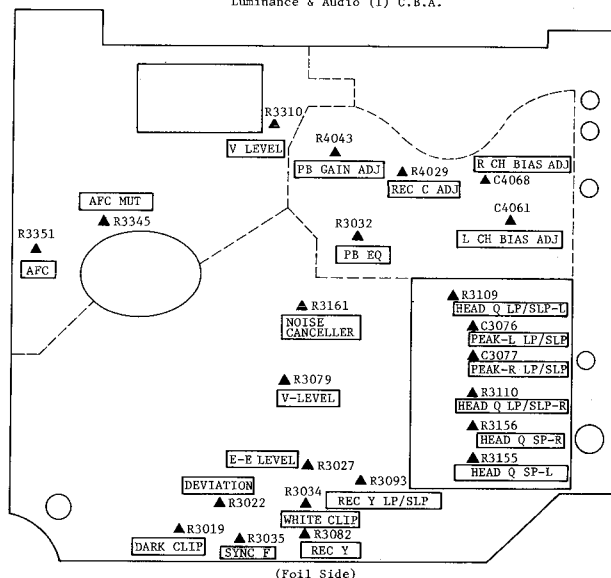 Luminance & Audio (I) C.B.A.
R3310
V LEVEL
R4043
PB GAIN ADJ
R4029
REC C ADJ
R CH BIAS ADJ
C4068
AFC MUT
R3345
R3351
AFC
R3032
PB EQ
C4061
L CH BIAS ADJ
R3161
NOISE
CANCELLER
R3109
HEAD Q LP/SLP-L
C3076
PEAK-L LP/SLP
C3077
PEAK-R LP/SLP
R3079
V-LEVEL
R3110
HEAD Q LP/SLP-R
R3156
HEAD Q SP-R
R3155
HEAD Q SP-L
E-E LEVEL
R3027
DEVIATION
R3022
R3034
WHITE CLIP
R3093
REC Y LP/SLP
R3019
DARK CLIP
R3035
SYNC F
R3082
REC Y
(Foil Side)